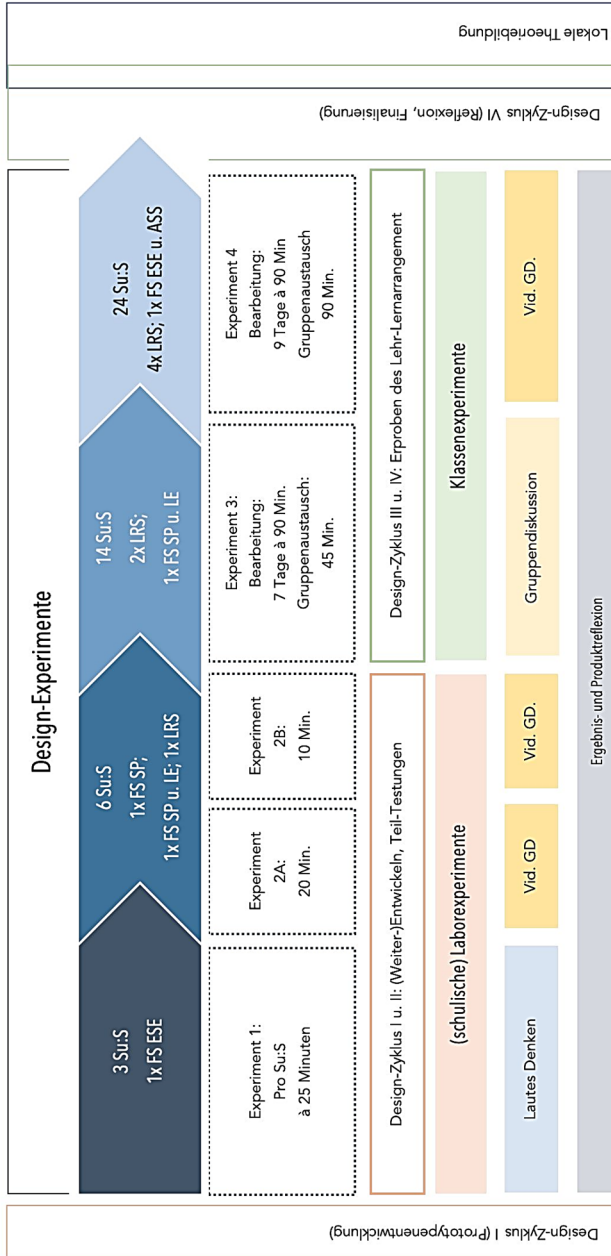 Design-Zyklus I (Prototypenentwicklung)
Design-Experimente
3 Su:S
1x FS ESE
6 Su:S
1x FS SP;
1x FS SP u. LE; 1x LRS
14 Su:S
2x LRS;
1x FS SP u. LE
24 Su:S
4x LRS; 1x FS ESE u. ASS
Experiment 1:
Pro Su:S
à 25 Minuten
Experiment
2A:
20 Min.
Experiment
2B:
10 Min.
Experiment 3:
Bearbeitung:
7 Tage à 90 Min.
Gruppenaustausch:
45 Min.
Experiment 4
Bearbeitung:
9 Tage à 90 Min
Gruppenaustausch
90 Min.
Design-Zyklus I u. II: (Weiter-)Entwickeln, Teil-Testungen
Design-Zyklus III u. IV: Erproben des Lehr-Lernarrangement
(schulische) Laborexperimente
Klassenexperimente
Lautes Denken
Vid. GD
Vid. GD.
Gruppendiskussion
Vid. GD.
Ergebnis- und Produktreflexion
Design-Zyklus VI (Reflexion, Finalisierung)
Lokale Theoriebildung